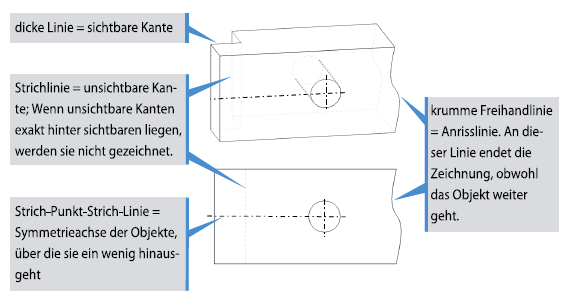 dicke Linie = sichtbare Kante
Strichlinie = unsichtbare Kan-
te; Wenn unsichtbare Kanten
exakt hinter sichtbaren liegen,
werden sie nicht gezeichnet.
Strich-Punkt-Strich-Linie =
Symmetrieachse der Objekte,
über die sie ein wenig hinaus-
geht
krumme Freihandlinie
= Anrisslinie. An die-
ser Linie endet die
Zeichnung, obwohl
das Objekt weiter
geht.